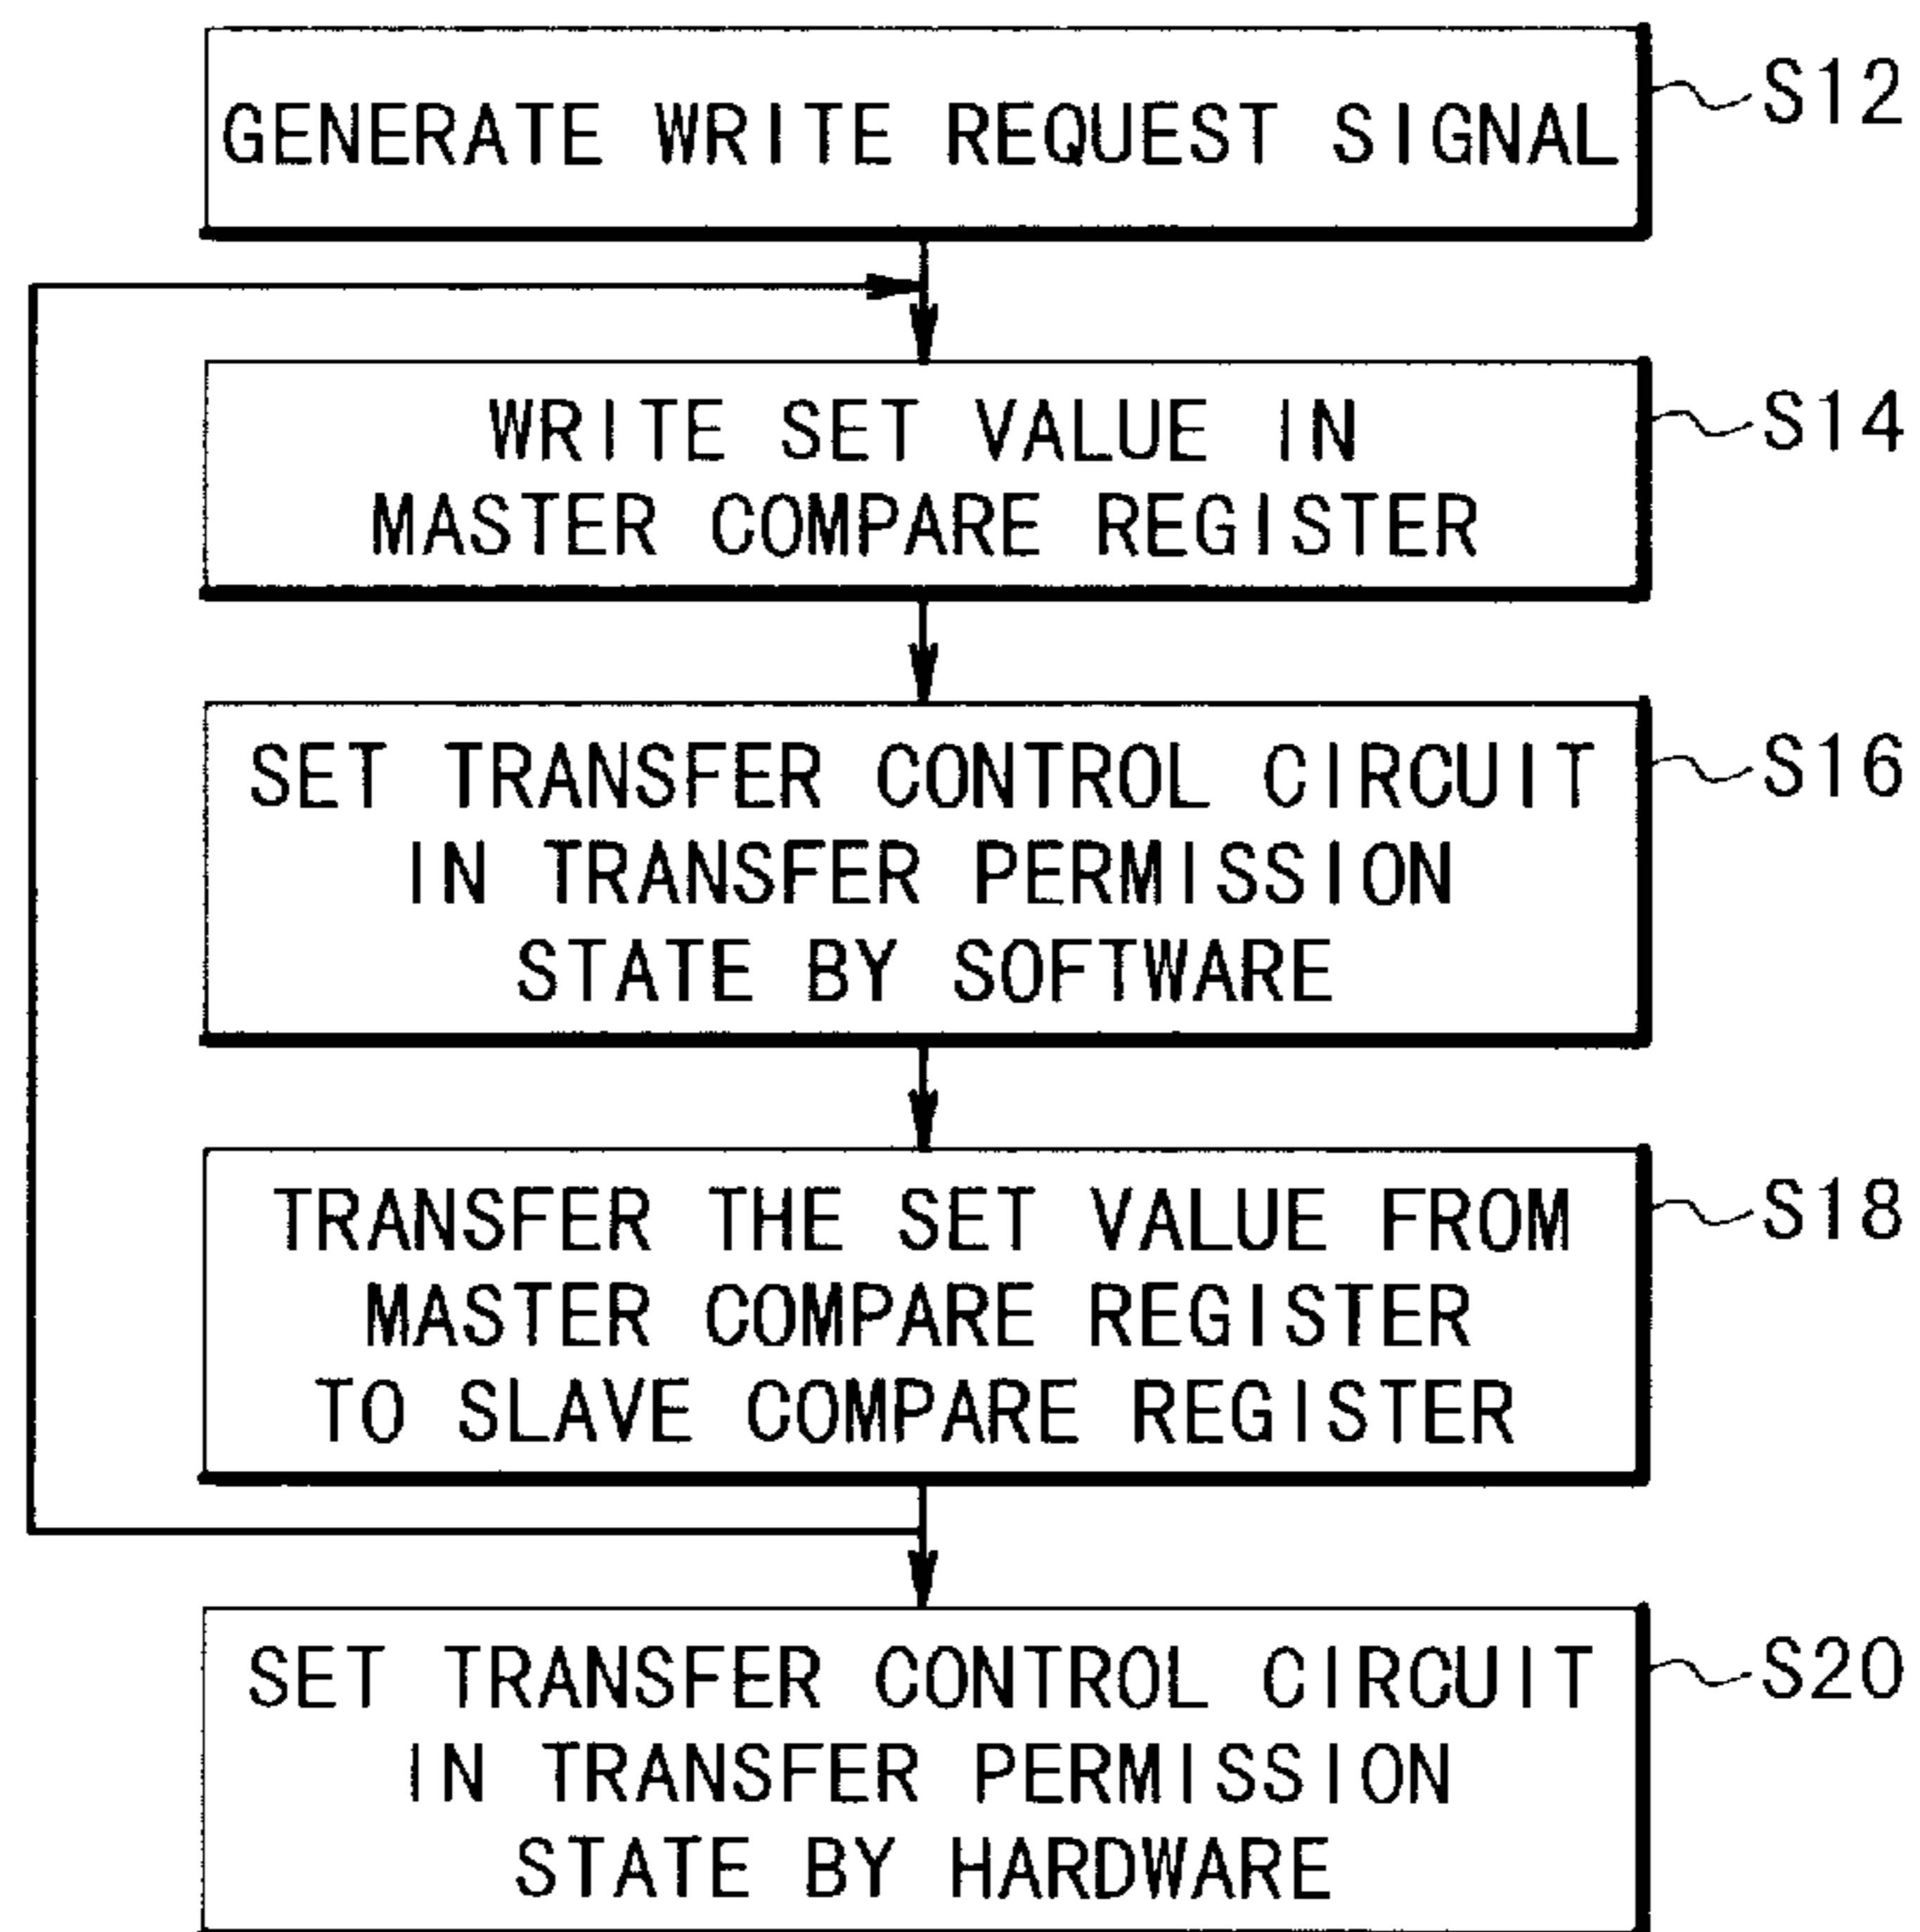 GENERATE WRITE REQUEST SIGNAL
S12
WRITE SET VALUE IN
MASTER COMPARE REGISTER
S14
SET TRANSFER CONTROL CIRCUIT
IN TRANSFER PERMISSION
STATE BY SOFTWARE
S16
TRANSFER THE SET VALUE FROM
MASTER COMPARE REGISTER
TO SLAVE COMPARE REGISTER
S18
SET TRANSFER CONTROL CIRCUIT
IN TRANSFER PERMISSION
STATE BY HARDWARE
S20